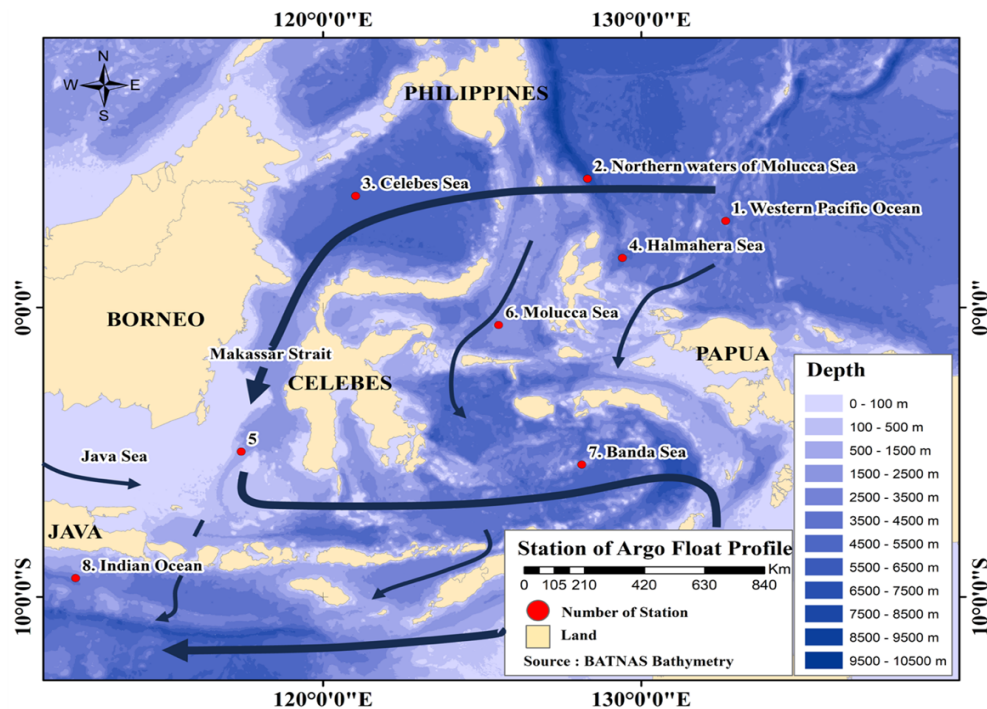 120°0'0"E 130°0'0"E
N
W E
S
PHILIPPINES
2. Northern waters of Molucca Sea
3. Celebes Sea
1. Western Pacific Ocean
4. Halmahera Sea
0°0'0"
0°0'0"
BORNEO
6. Molucca Sea
Makassar Strait
PAPUA
CELEBES
5
Java Sea
7. Banda Sea
JAVA
8. Indian Ocean
10°0'0"S
10°0'0"S
Depth
0 - 100 m
100 - 500 m
500 - 1500 m
1500 - 2500 m
2500 - 3500 m
3500 - 4500 m
4500 - 5500 m
5500 - 6500 m
6500 - 7500 m
7500 - 8500 m
8500 - 9500 m
9500 - 10500 m
Station of Argo Float Profile
Km
0 105 210 420 630 840
Number of Station
Land
Source : BATNAS Bathymetry
120°0'0"E 130°0'0"E